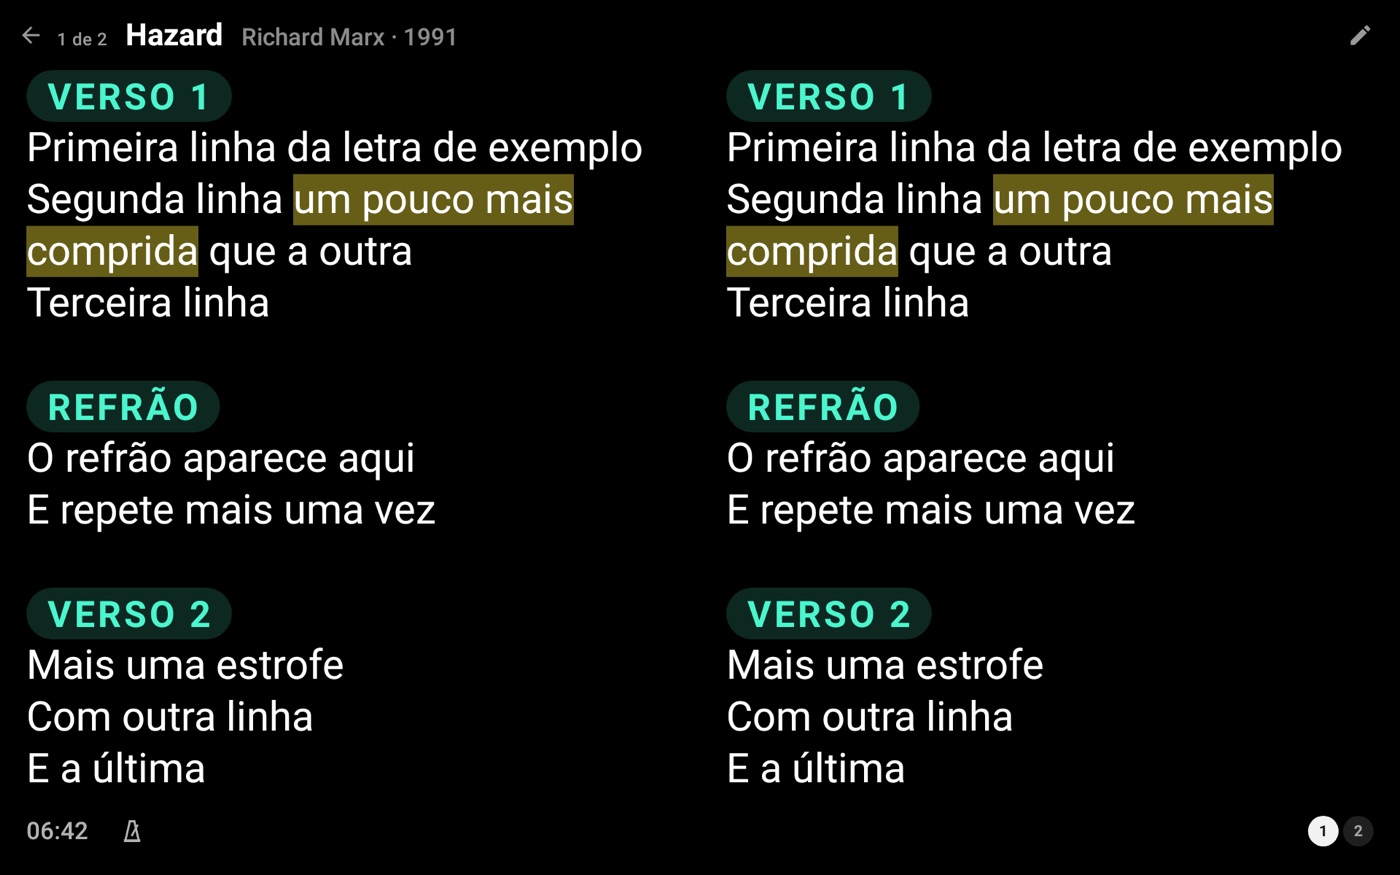 1 de 2 Hazard Richard Marx · 1991
VERSO 1
Primeira linha da letra de exemplo
Segunda linha um pouco mais
comprida que a outra
Terceira linha
REFRÃO
O refrão aparece aqui
E repete mais uma vez
VERSO 2
Mais uma estrofe
Com outra linha
E a última
VERSO 1
Primeira linha da letra de exemplo
Segunda linha um pouco mais
comprida que a outra
Terceira linha
REFRÃO
O refrão aparece aqui
E repete mais uma vez
VERSO 2
Mais uma estrofe
Com outra linha
E a última
06:42
1 2